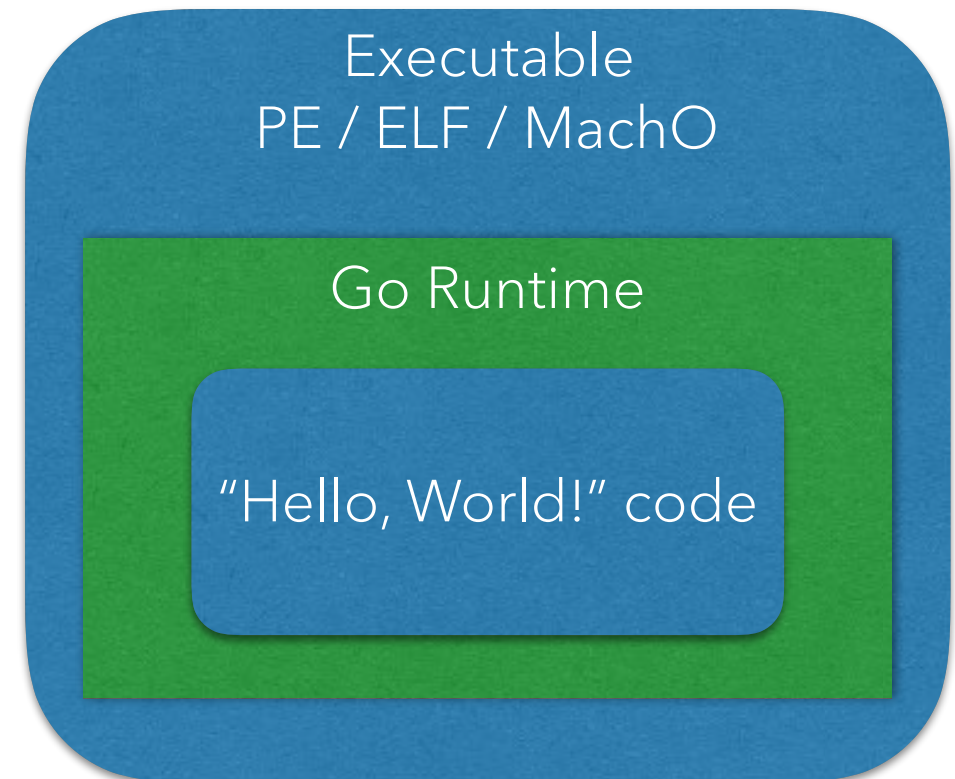 Executable
PE / ELF / MachO
Go Runtime
“Hello, World!” code